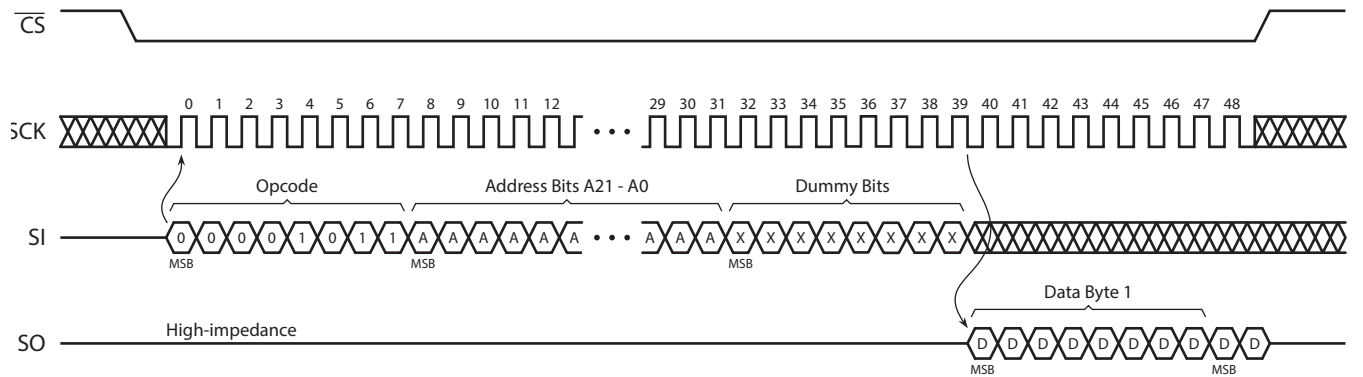 CS
0 1 2 3 4 5 6 7 8 9 10 11 12 29 30 31 32 33 34 35 36 37 38 39 40 41 42 43 44 45 46 47 48
SCK •••
Opcode Address Bits A21 - A0 Dummy Bits
SI 0 0 0 0 1 0 1 1 A A A A A A ••• A A A X X X X X X X X
MSB MSB MSB
Data Byte 1
High-impedance
SO D D D D D D D D D D
MSB MSB